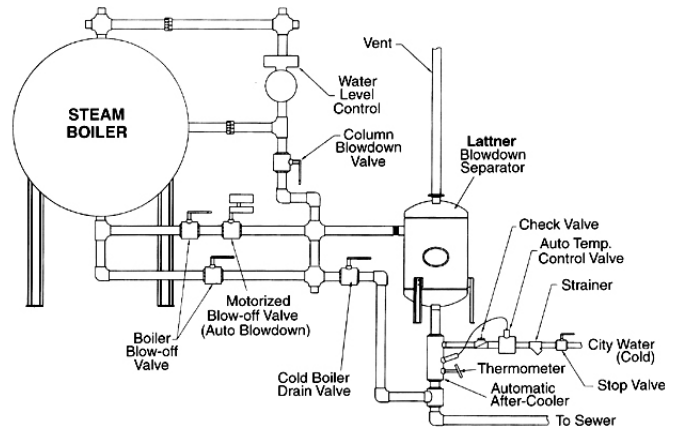 STEAM
BOILER
Vent
Water
Level
Control
Column
Blowdown
Valve
Lattner
Blowdown
Separator
Check Valve
Auto Temp.
Control Valve
Strainer
City Water
(Cold)
Stop Valve
Thermometer
Automatic
After-Cooler
To Sewer
Motorized
Blow-off Valve
(Auto Blowdown)
Boiler
Blow-off
Valve
Cold Boiler
Drain Valve